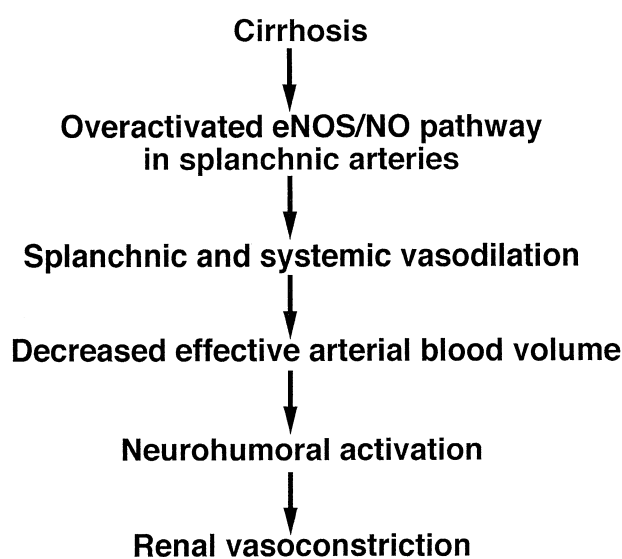 Cirrhosis
Overactivated eNOS/NO pathway
in splanchnic arteries
Splanchnic and systemic vasodilation
Decreased effective arterial blood volume
Neurohumoral activation
Renal vasoconstriction